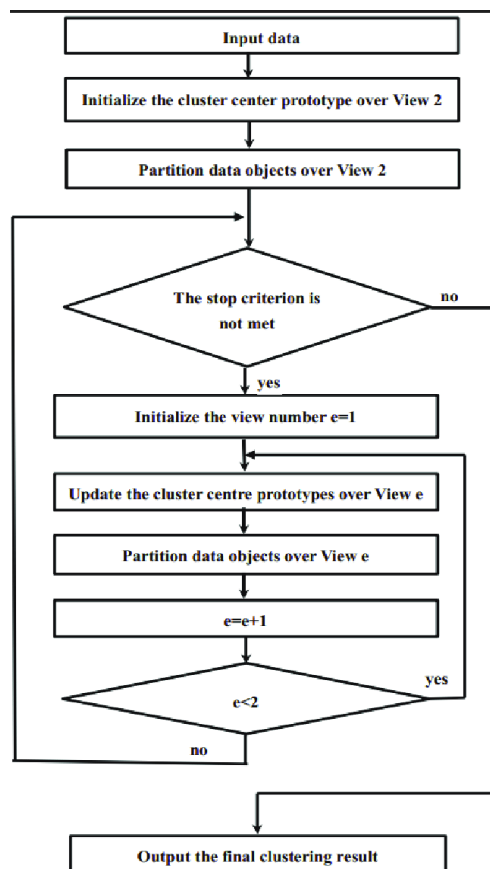 Input data
Initialize the cluster center prototype over View 2
Partition data objects over View 2
The stop criterion is
not met
no
yes
Initialize the view number e=1
Update the cluster centre prototypes over View e
Partition data objects over View e
e=e+1
e<2
yes
no
Output the final clustering result